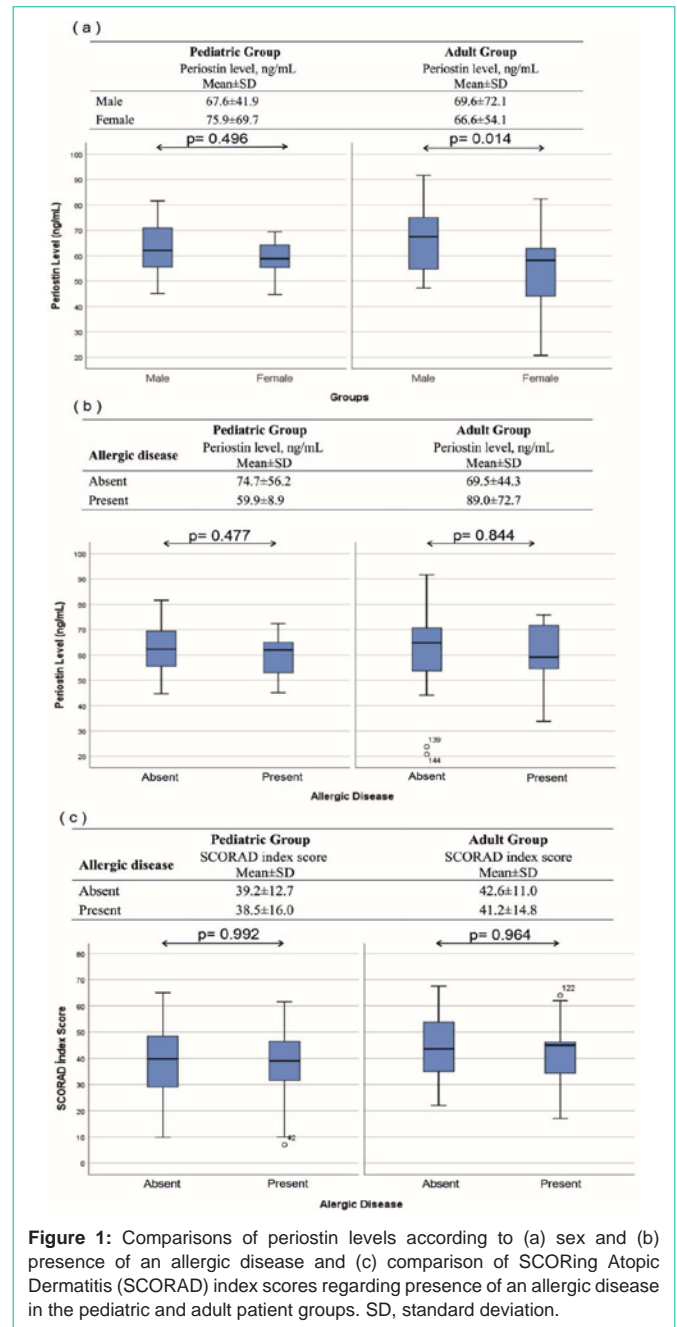 (a)
Pediatric Group Adult Group
Periostin level, ng/mL Periostin level, ng/mL
Mean±SD Mean±SD
Male 67.6±41.9 69.6±72.1
Female 75.9±69.7 66.6±54.1
p= 0.496 p= 0.014
Periostin Level (ng/mL)
100
90
80
70
60
50
40
30
20
Male Female Male Female
Groups
(b)
Pediatric Group Adult Group
Allergic disease Periostin level, ng/mL Periostin level, ng/mL
Mean±SD Mean±SD
Absent 74.7±56.2 69.5±44.3
Present 59.9±8.9 89.0±72.7
p= 0.477 p= 0.844
Periostin Level (ng/mL)
100
90
80
70
60
50
40
30
20
139
144
Absent Present Absent Present
Allergic Disease
(c)
Pediatric Group Adult Group
Allergic disease SCORAD index score SCORAD index score
Mean±SD Mean±SD
Absent 39.2±12.7 42.6±11.0
Present 38.5±16.0 41.2±14.8
p= 0.992 p= 0.964
SCORAD Index Score
80
70
60
50
40
30
20
10
0
122
42
Absent Present Absent Present
Alergic Disease
Figure 1: Comparisons of periostin levels according to (a) sex and (b)
presence of an allergic disease and (c) comparison of SCORing Atopic
Dermatitis (SCORAD) index scores regarding presence of an allergic disease
in the pediatric and adult patient groups. SD, standard deviation.